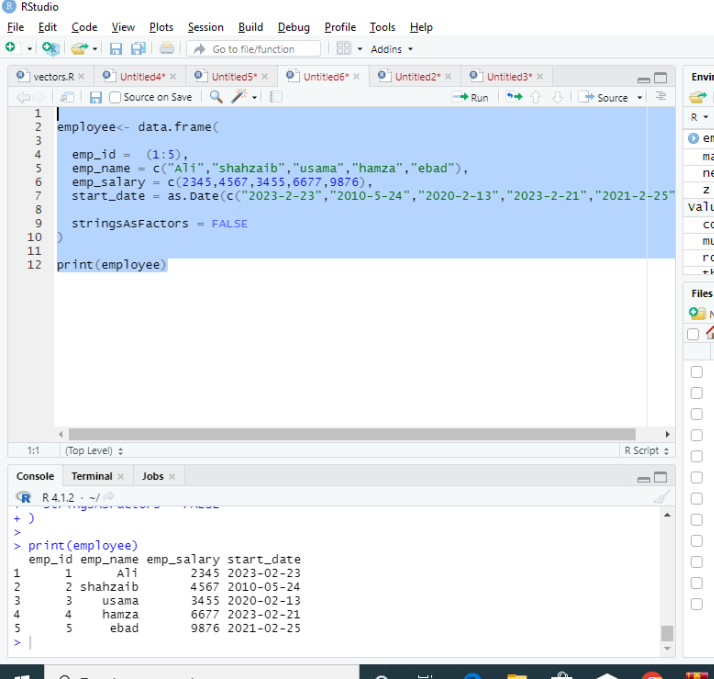 RStudio
File Edit Code View Plots Session Build Debug Profile Tools Help
Go to file/function Addins
vectors.R × Untitled4* × Untitled5* × Untitled6* × Untitled2* × Untitled3* ×
Source on Save Run Source
1
2 employee<- data.frame(
3
4 emp_id = (1:5),
5 emp_name = c("Ali","shahzaib","usama","hamza","ebad"),
6 emp_salary = c(2345,4567,3455,6677,9876),
7 start_date = as.Date(c("2023-2-23","2010-5-24","2020-2-13","2023-2-21","2021-2-25"
8
9 stringsAsFactors = FALSE
10 )
11
12 print(employee)
1:1 (Top Level) R Script
Console Terminal × Jobs ×
R 4.1.2 · ~/
+ )
>
> print(employee)
emp_id emp_name emp_salary start_date
1 1 Ali 2345 2023-02-23
2 2 shahzaib 4567 2010-05-24
3 3 usama 3455 2020-02-13
4 4 hamza 6677 2023-02-21
5 5 ebad 9876 2021-02-25
>
Envi
R
em
ma
ne
z
Valu
co
mu
ro
Files
N